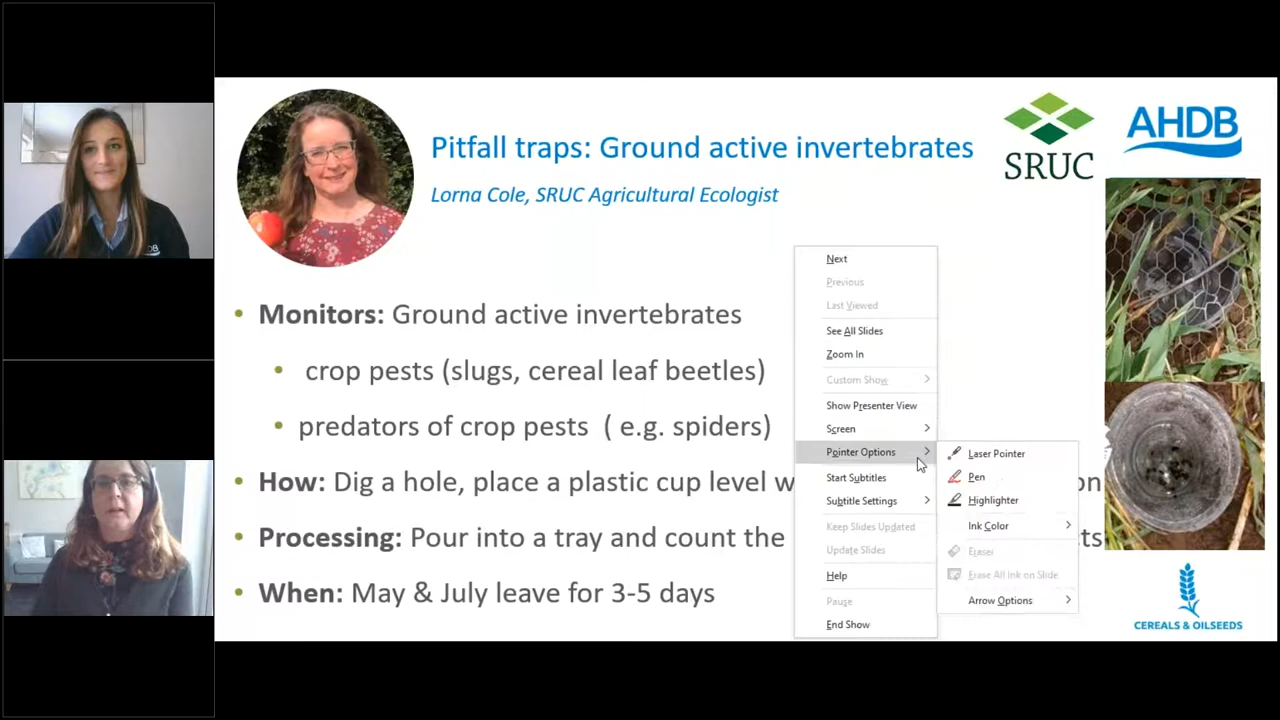 Pitfall traps: Ground active invertebrates
Lorna Cole, SRUC Agricultural Ecologist
SRUC
AHDB
DB
• Monitors: Ground active invertebrates
• crop pests (slugs, cereal leaf beetles)
• predators of crop pests ( e.g. spiders)
• How: Dig a hole, place a plastic cup level w
on
• Processing: Pour into a tray and count the
ts
• When: May & July leave for 3-5 days
Next
Previous
Last Viewed
See All Slides
Zoom In
Custom Show
Show Presenter View
Screen
Pointer Options
Start Subtitles
Subtitle Settings
Keep Slides Updated
Update Slides
Help
Pause
End Show
Laser Pointer
Pen
Highlighter
Ink Color
Eraser
Erase All Ink on Slide
Arrow Options
CEREALS & OILSEEDS